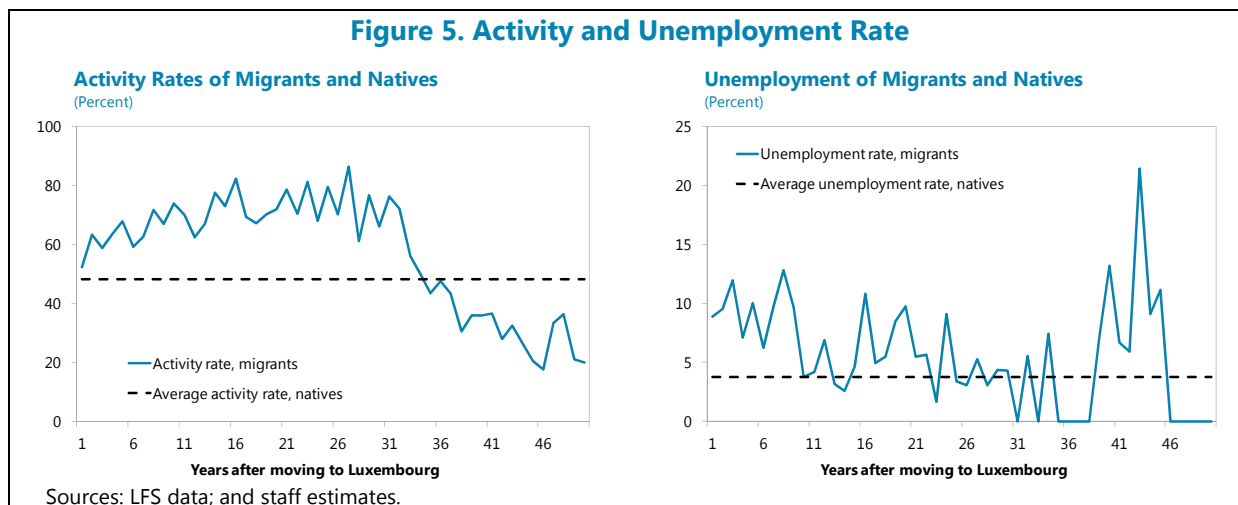 Figure 5. Activity and Unemployment Rate
Activity Rates of Migrants and Natives
(Percent)
100
80
60
40
20
0
Activity rate, migrants
Average activity rate, natives
1 6 11 16 21 26 31 36 41 46
Years after moving to Luxembourg
Unemployment of Migrants and Natives
(Percent)
25
20
15
10
5
0
Unemployment rate, migrants
Average unemployment rate, natives
1 6 11 16 21 26 31 36 41 46
Years after moving to Luxembourg
Sources: LFS data; and staff estimates.